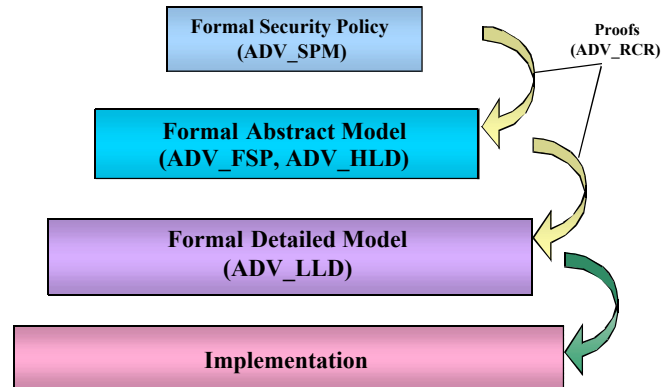 Formal Security Policy
(ADV_SPM)
Proofs
(ADV_RCR)
Formal Abstract Model
(ADV_FSP, ADV_HLD)
Formal Detailed Model
(ADV_LLD)
Implementation